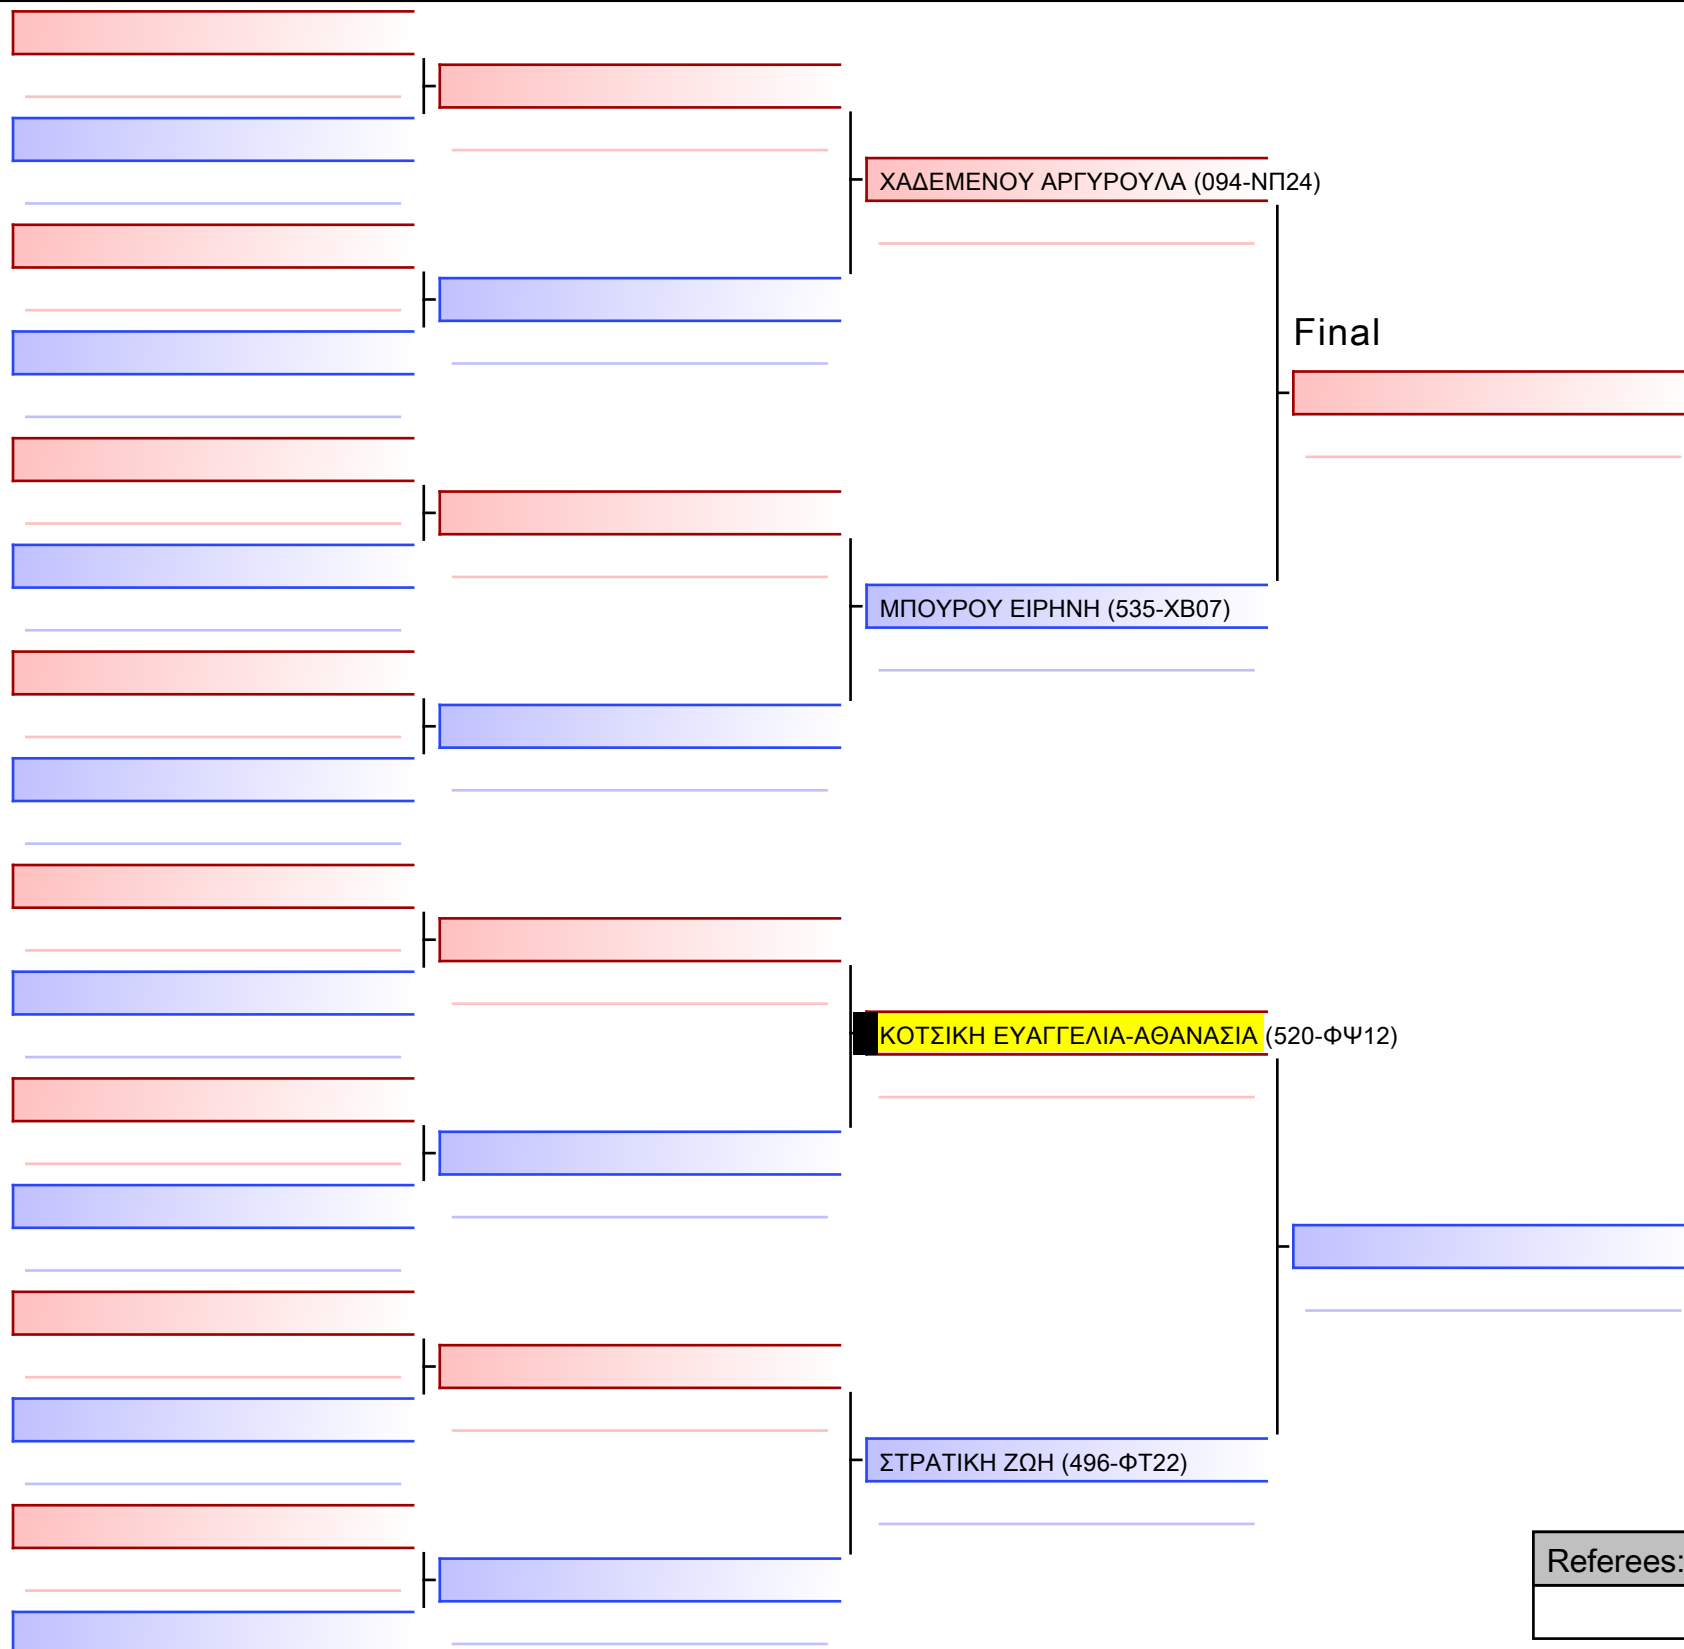 ΧΑΔΕΜΕΝΟΥ ΑΡΓΥΡΟΥΛΑ (094-ΝΠ24)
Final
ΜΠΟΥΡΟΥ ΕΙΡΗΝΗ (535-ΧΒ07)
ΚΟΤΣΙΚΗ ΕΥΑΓΓΕΛΙΑ-ΑΘΑΝΑΣΙΑ (520-ΦΨ12)
ΣΤΡΑΤΙΚΗ ΖΩΗ (496-ΦΤ22)
Referees: